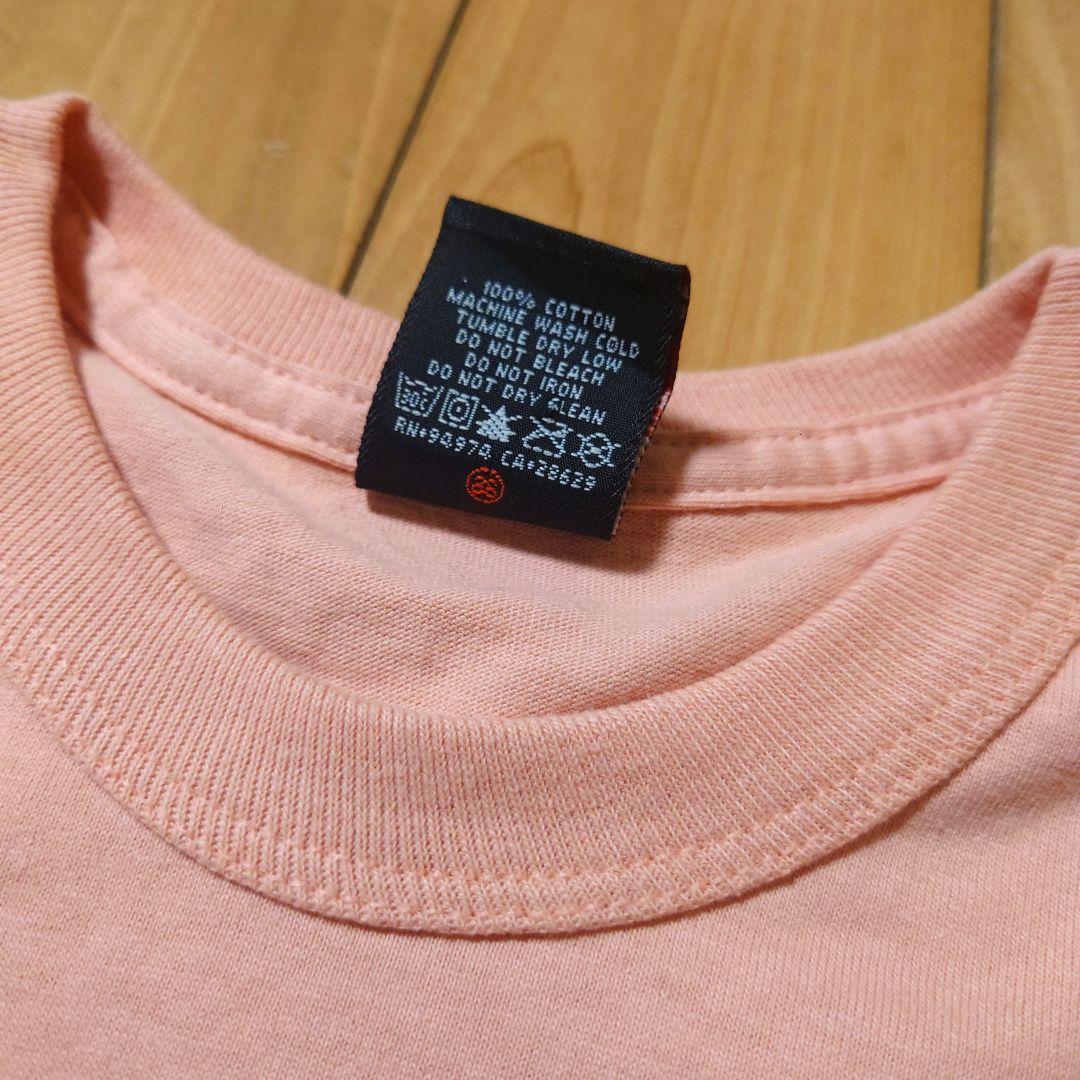 100% COTTON
MACHINE WASH COLD
TUMBLE DRY LOW
DO NOT BLEACH
DO NOT IRON
DO NOT DRY CLEAN
RN#94974 CA#28629